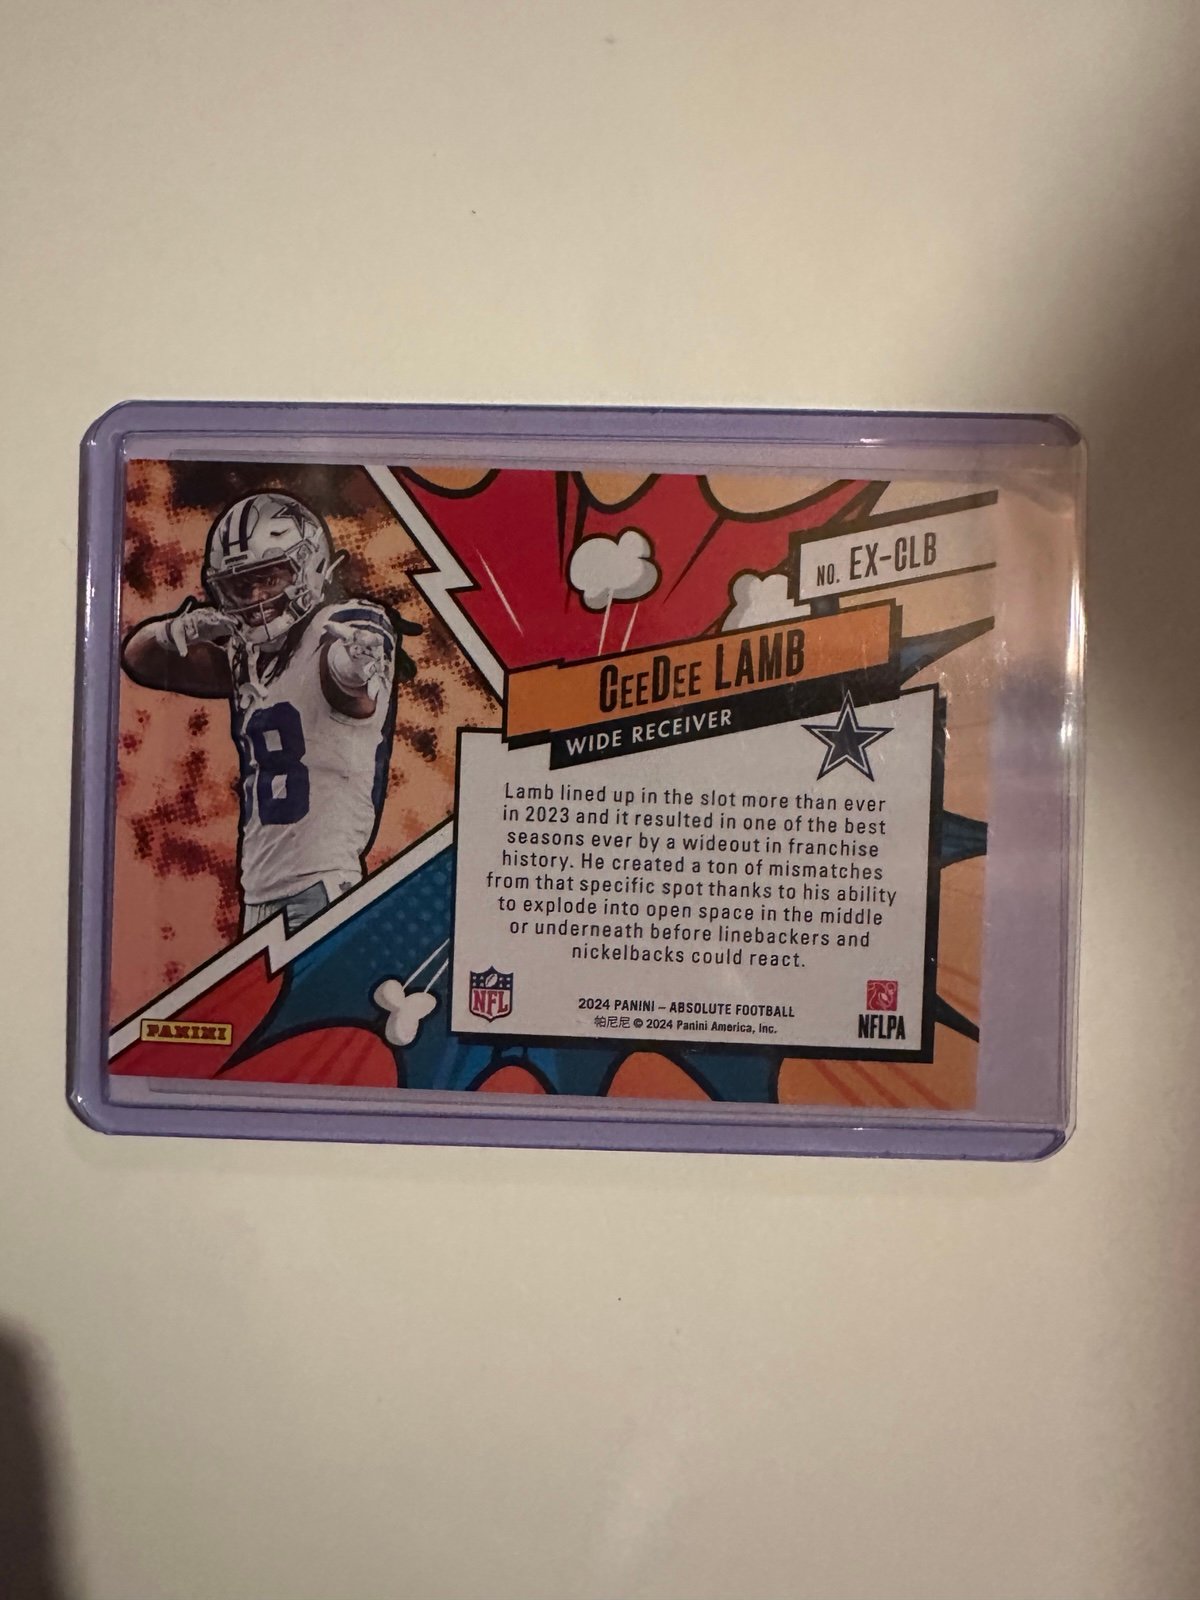 NO. EX-CLB
CEEDEE LAMB
WIDE RECEIVER
Lamb lined up in the slot more than ever
in 2023 and it resulted in one of the best
seasons ever by a wideout in franchise
history. He created a ton of mismatches
from that specific spot thanks to his ability
to explode into open space in the middle
or underneath before linebackers and
nickelbacks could react.
NFL
2024 PANINI – ABSOLUTE FOOTBALL
帕尼尼 © 2024 Panini America, Inc.
NFLPA
PANINI
88